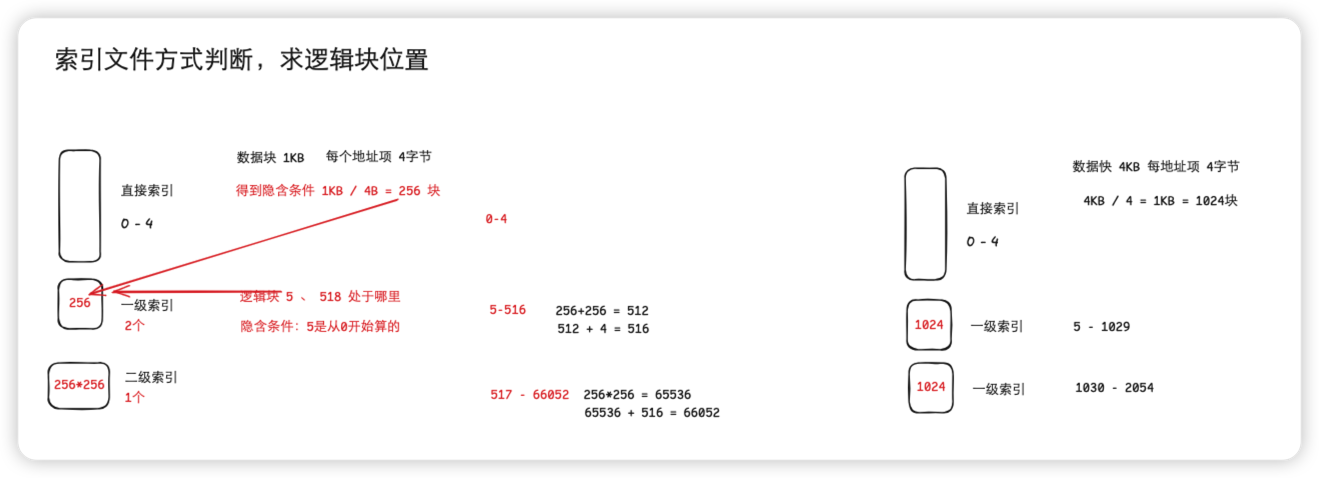 索引文件方式判断，求逻辑块位置
数据块 1KB 每个地址项 4字节
得到隐含条件 1KB / 4B = 256 块
直接索引
0 - 4
0-4
256
一级索引
2个
逻辑块 5 、 518 处于哪里
隐含条件：5是从0开始算的
5-516
256+256 = 512
512 + 4 = 516
256*256
二级索引
1个
517 - 66052
256*256 = 65536
65536 + 516 = 66052
数据快 4KB 每地址项 4字节
4KB / 4 = 1KB = 1024块
直接索引
0 - 4
1024
一级索引
5 - 1029
1024
一级索引
1030 - 2054